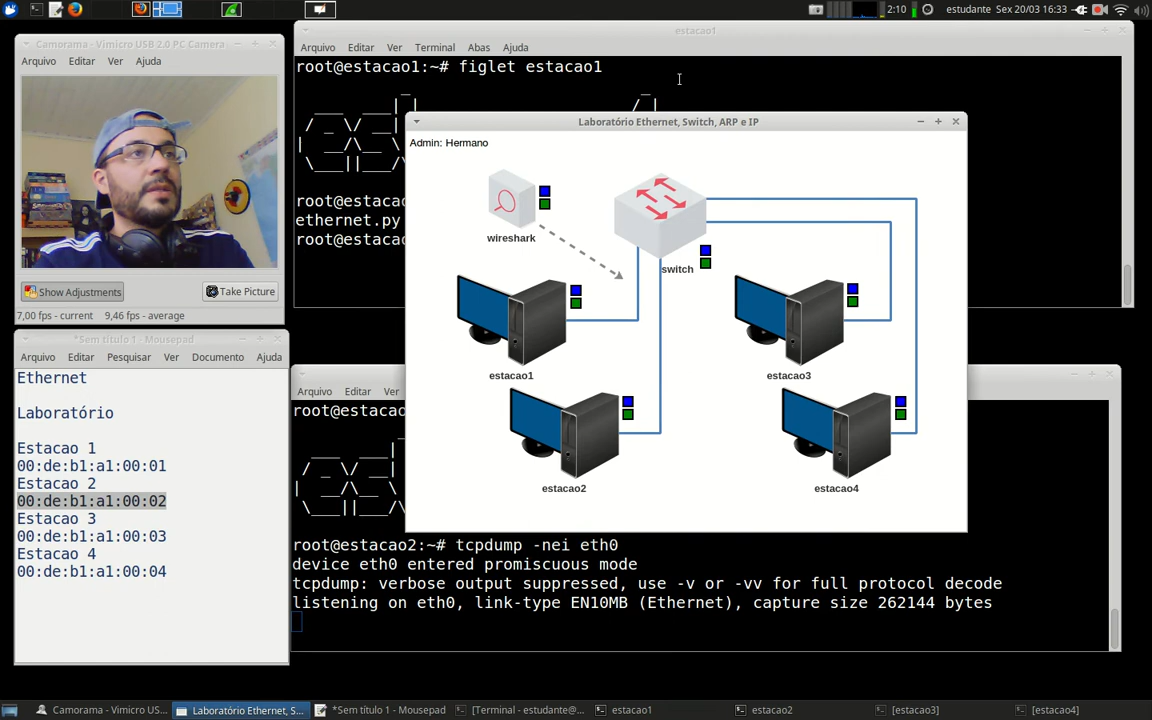 2:10
estudante Sex 20/03 16:33
Camorama - Vimicro USB 2.0 PC Camera
Arquivo Editar Ver Ajuda
Show Adjustments
Take Picture
7,00 fps - current 9,46 fps - average
estacao1
Arquivo Editar Ver Terminal Abas Ajuda
root@estacao1:~# figlet estacao1
root@estaca
ethernet.py
root@estaca
Laboratório Ethernet, Switch, ARP e IP
Admin: Hermano
wireshark
switch
estacao1
estacao3
estacao2
estacao4
*Sem título 1 - Mousepad
Arquivo Editar Pesquisar Ver Documento Ajuda
Ethernet
Laboratório
Estacao 1
00:de:b1:a1:00:01
Estacao 2
00:de:b1:a1:00:02
Estacao 3
00:de:b1:a1:00:03
Estacao 4
00:de:b1:a1:00:04
Arquivo Editar Ver
root@estaca
root@estacao2:~# tcpdump -nei eth0
device eth0 entered promiscuous mode
tcpdump: verbose output suppressed, use -v or -vv for full protocol decode
listening on eth0, link-type EN10MB (Ethernet), capture size 262144 bytes
Camorama - Vimicro US...
Laboratório Ethernet, S...
*Sem título 1 - Mousepad
[Terminal - estudante@...
estacao1
estacao2
[estacao3]
[estacao4]